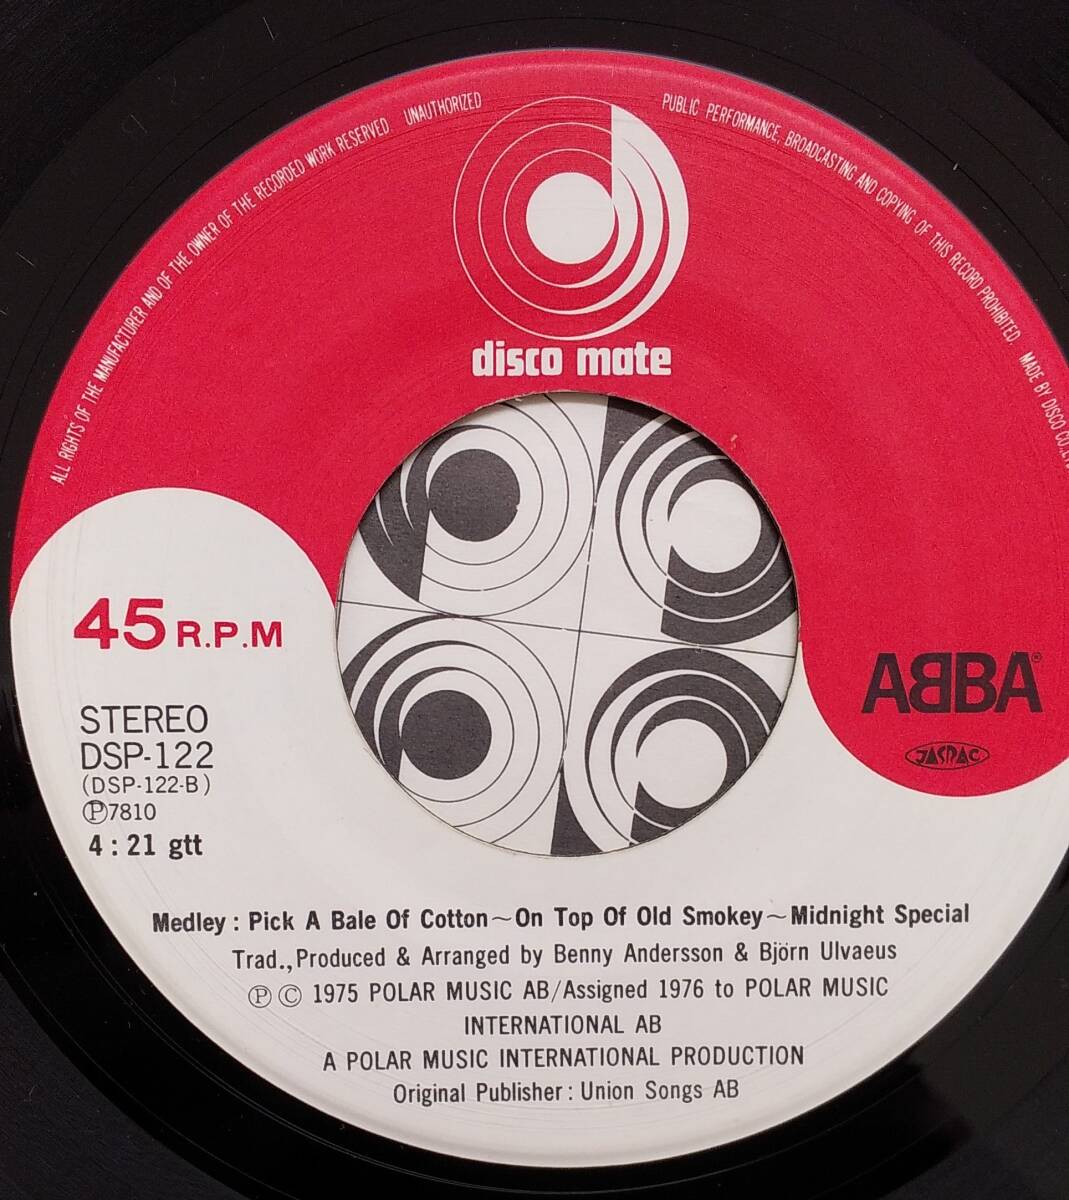 ALL RIGHTS OF THE MANUFACTURER AND OF THE OWNER OF THE RECORDED WORK RESERVED. UNAUTHORIZED PUBLIC PERFORMANCE, BROADCASTING AND COPYING OF THIS RECORD PROHIBITED. MADE BY DISCO CO., LTD
disco mate
45 R.P.M
ABBA®
JASRAC
STEREO
DSP-122
(DSP-122-B)
Ⓟ7810
4 : 21 gtt
Medley : Pick A Bale Of Cotton~On Top Of Old Smokey~Midnight Special
Trad., Produced & Arranged by Benny Andersson & Björn Ulvaeus
Ⓟ Ⓒ 1975 POLAR MUSIC AB/Assigned 1976 to POLAR MUSIC
INTERNATIONAL AB
A POLAR MUSIC INTERNATIONAL PRODUCTION
Original Publisher : Union Songs AB